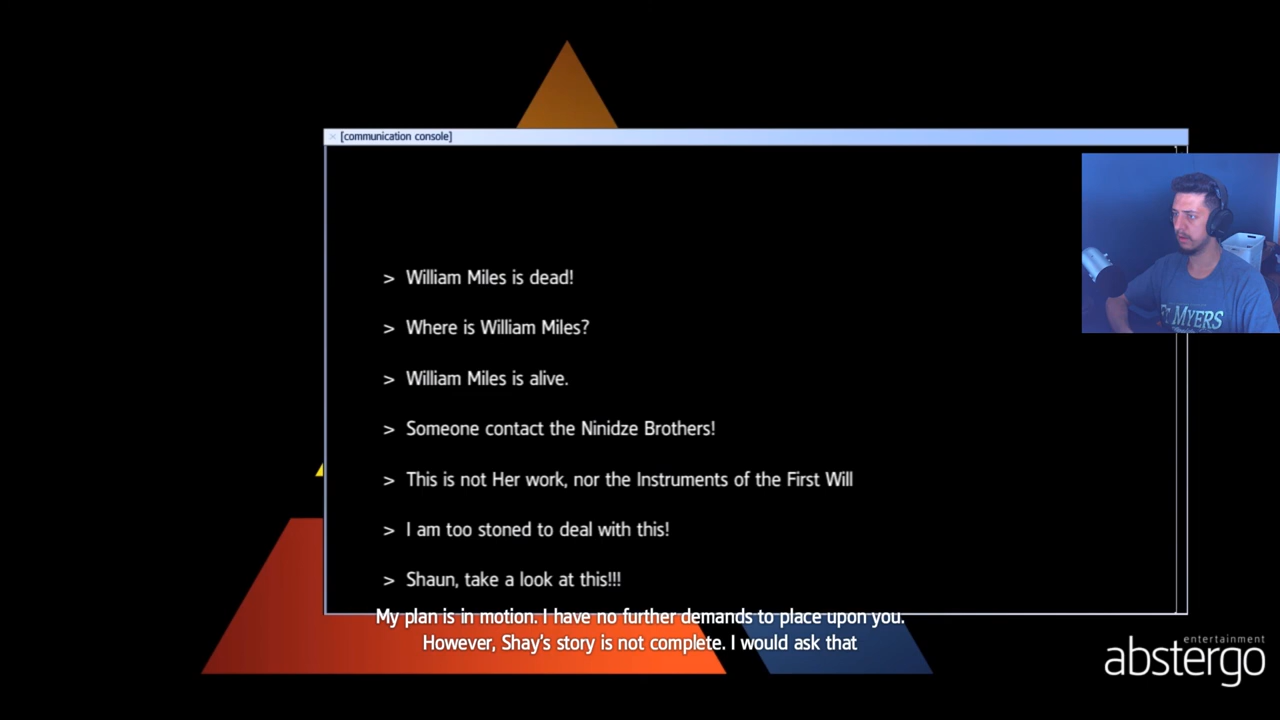 [communication console]
> William Miles is dead!
> Where is William Miles?
> William Miles is alive.
> Someone contact the Ninidze Brothers!
> This is not Her work, nor the Instruments of the First Will
> I am too stoned to deal with this!
> Shaun, take a look at this!!!
My plan is in motion. I have no further demands to place upon you.
However, Shay's story is not complete. I would ask that
entertainment
abstergo
MYERS